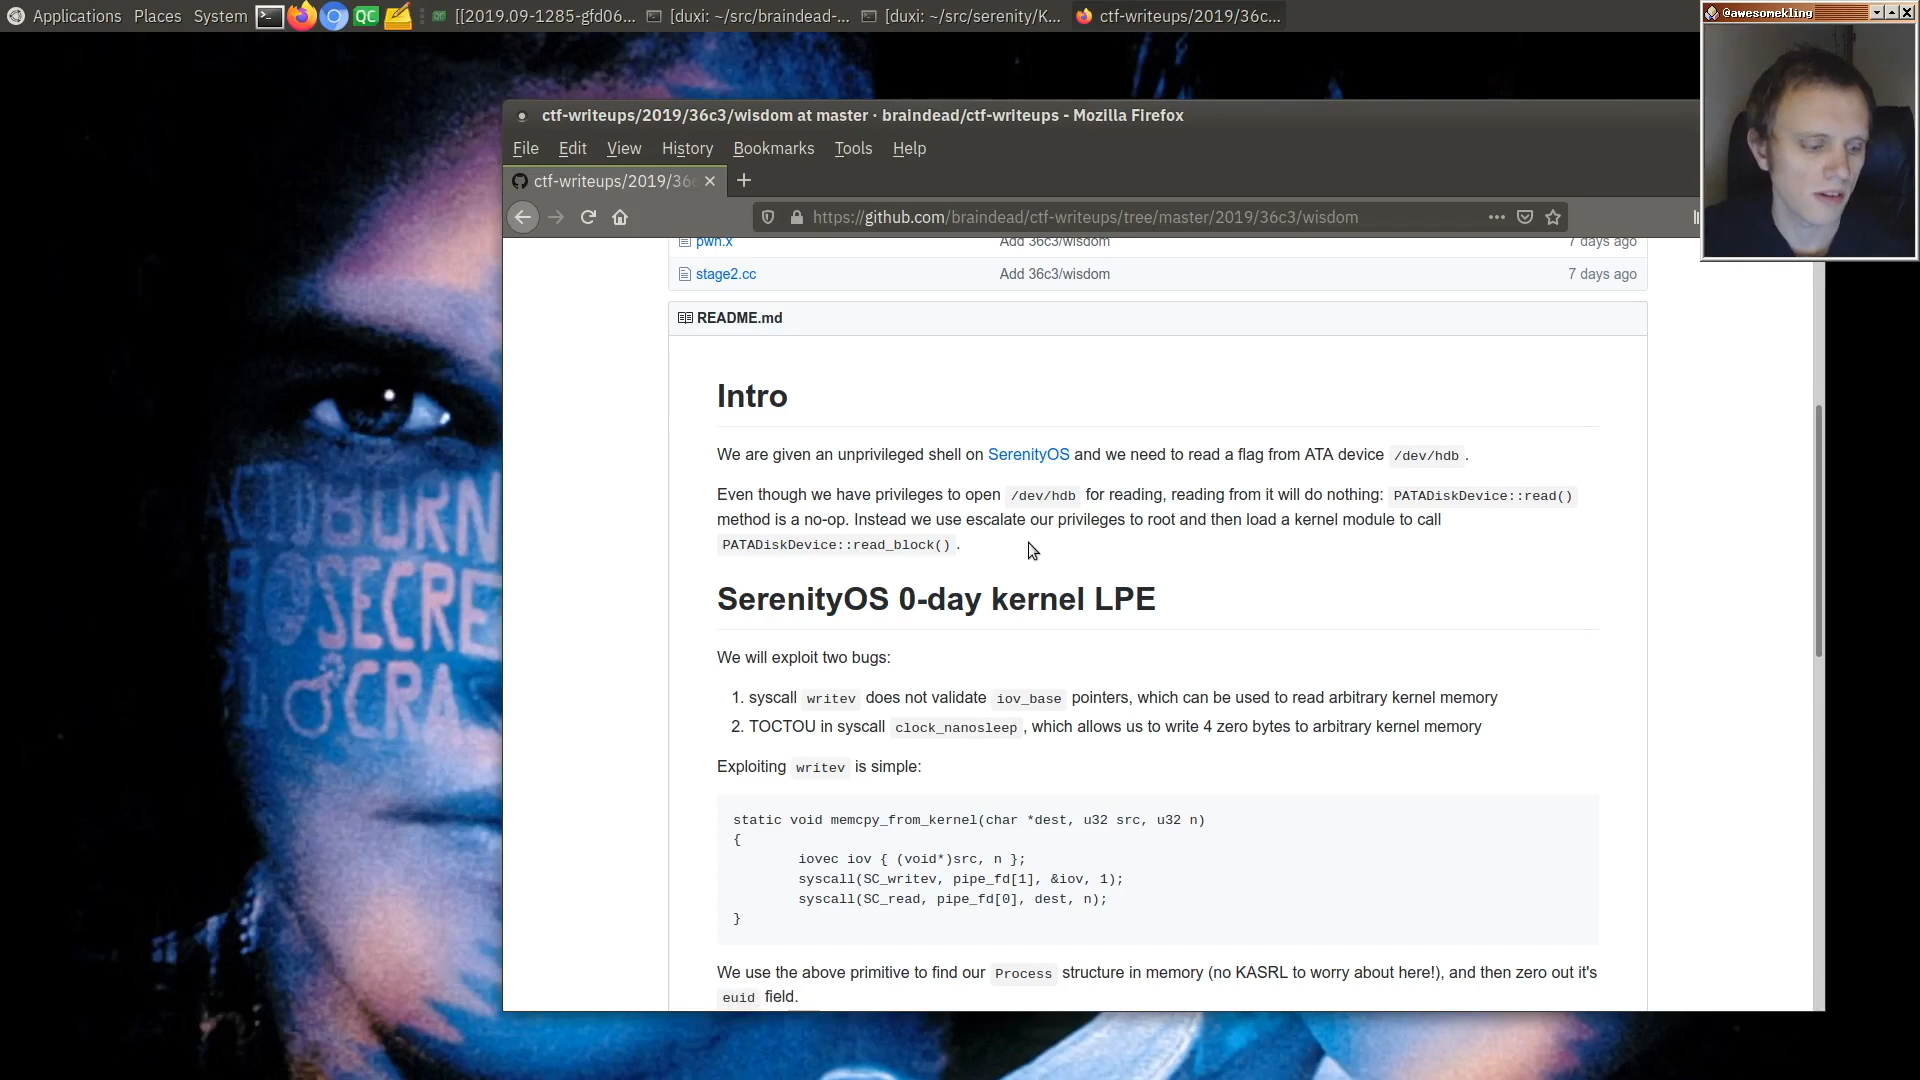 Applications Places System [[2019.09-1285-gfd06... [duxi: ~/src/braindead-... [duxi: ~/src/serenity/K... ctf-writeups/2019/36c...
@awesomekling
ctf-writeups/2019/36c3/wisdom at master · braindead/ctf-writeups - Mozilla Firefox
File Edit View History Bookmarks Tools Help
ctf-writeups/2019/36c
https://github.com/braindead/ctf-writeups/tree/master/2019/36c3/wisdom
pwn.x Add 36c3/wisdom 7 days ago
stage2.cc Add 36c3/wisdom 7 days ago
README.md
Intro
We are given an unprivileged shell on SerenityOS and we need to read a flag from ATA device /dev/hdb .
Even though we have privileges to open /dev/hdb for reading, reading from it will do nothing: PATADiskDevice::read()
method is a no-op. Instead we use escalate our privileges to root and then load a kernel module to call
PATADiskDevice::read_block() .
SerenityOS 0-day kernel LPE
We will exploit two bugs:
1. syscall writev does not validate iov_base pointers, which can be used to read arbitrary kernel memory
2. TOCTOU in syscall clock_nanosleep , which allows us to write 4 zero bytes to arbitrary kernel memory
Exploiting writev is simple:
static void memcpy_from_kernel(char *dest, u32 src, u32 n)
{
iovec iov { (void*)src, n };
syscall(SC_writev, pipe_fd[1], &iov, 1);
syscall(SC_read, pipe_fd[0], dest, n);
}
We use the above primitive to find our Process structure in memory (no KASRL to worry about here!), and then zero out it's
euid field.
ACID BURN
SECRE
CRA
QC